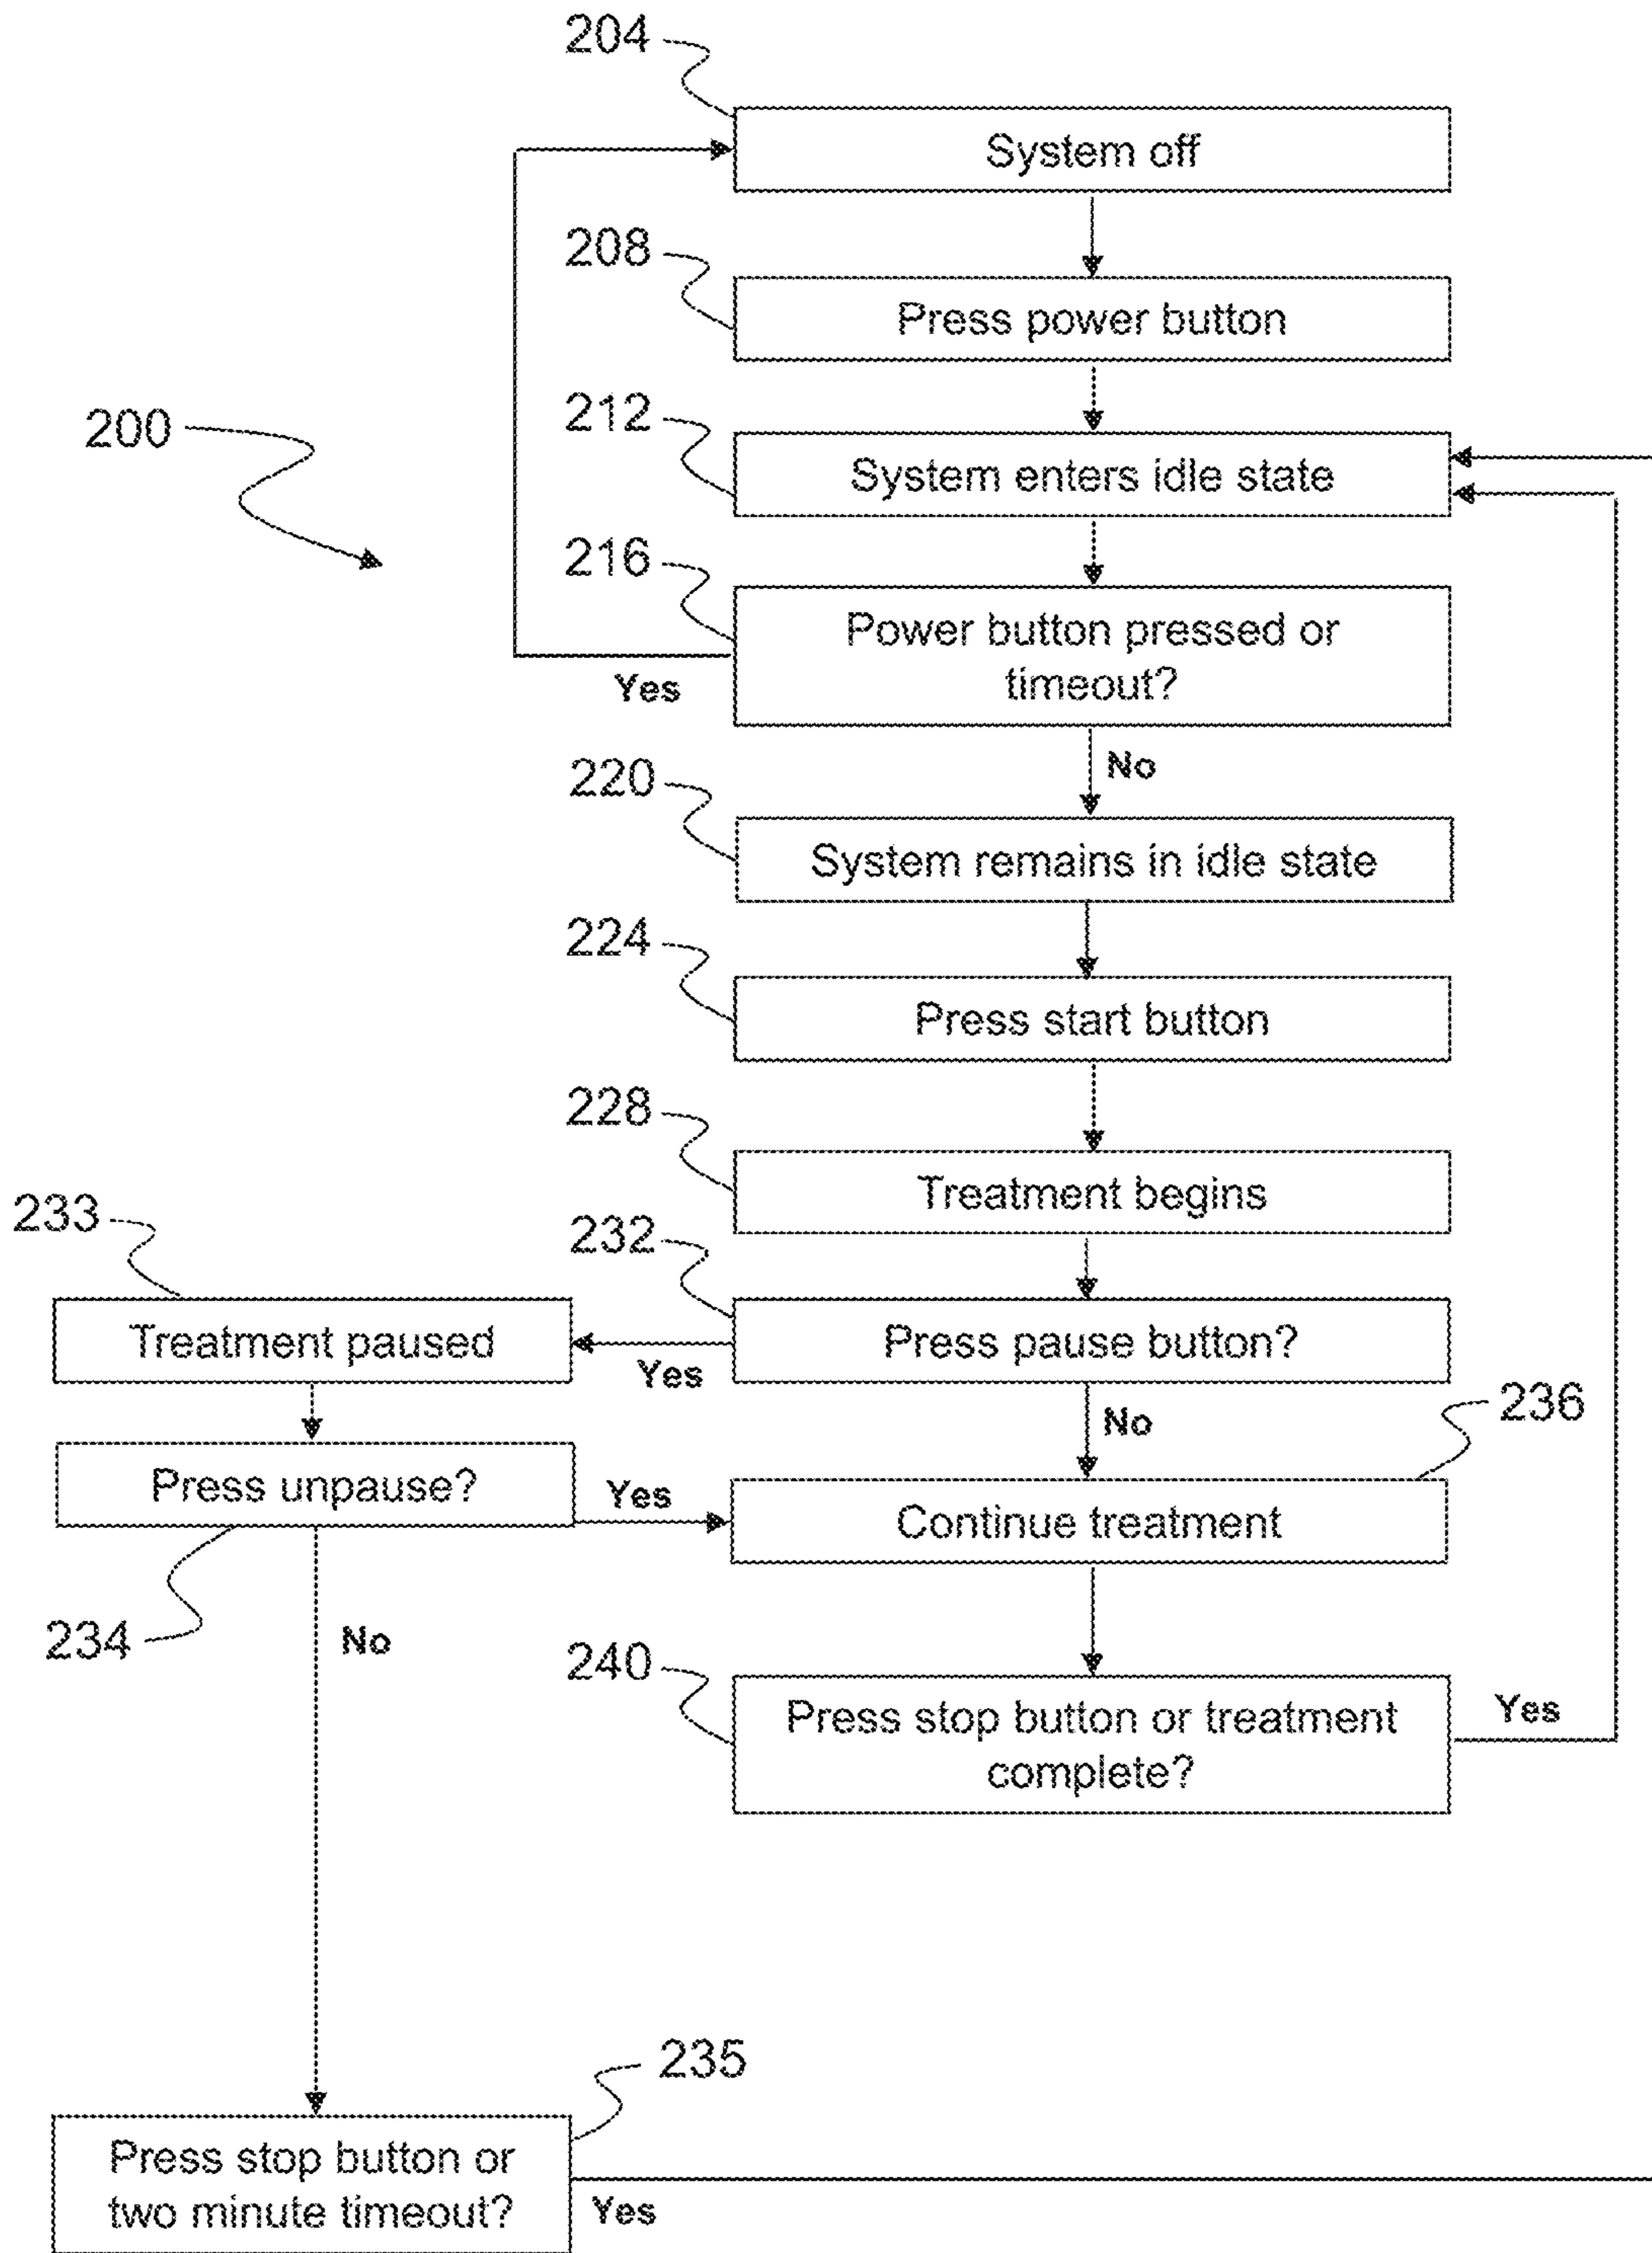 204
System off
208
Press power button
212
System enters idle state
200
216
Power button pressed or
timeout?
Yes
No
220
System remains in idle state
224
Press start button
228
Treatment begins
233
232
Treatment paused
Press pause button?
Yes
No
236
Press unpause?
Yes
Continue treatment
234
No
240
Press stop button or treatment
complete?
Yes
235
Press stop button or
two minute timeout?
Yes